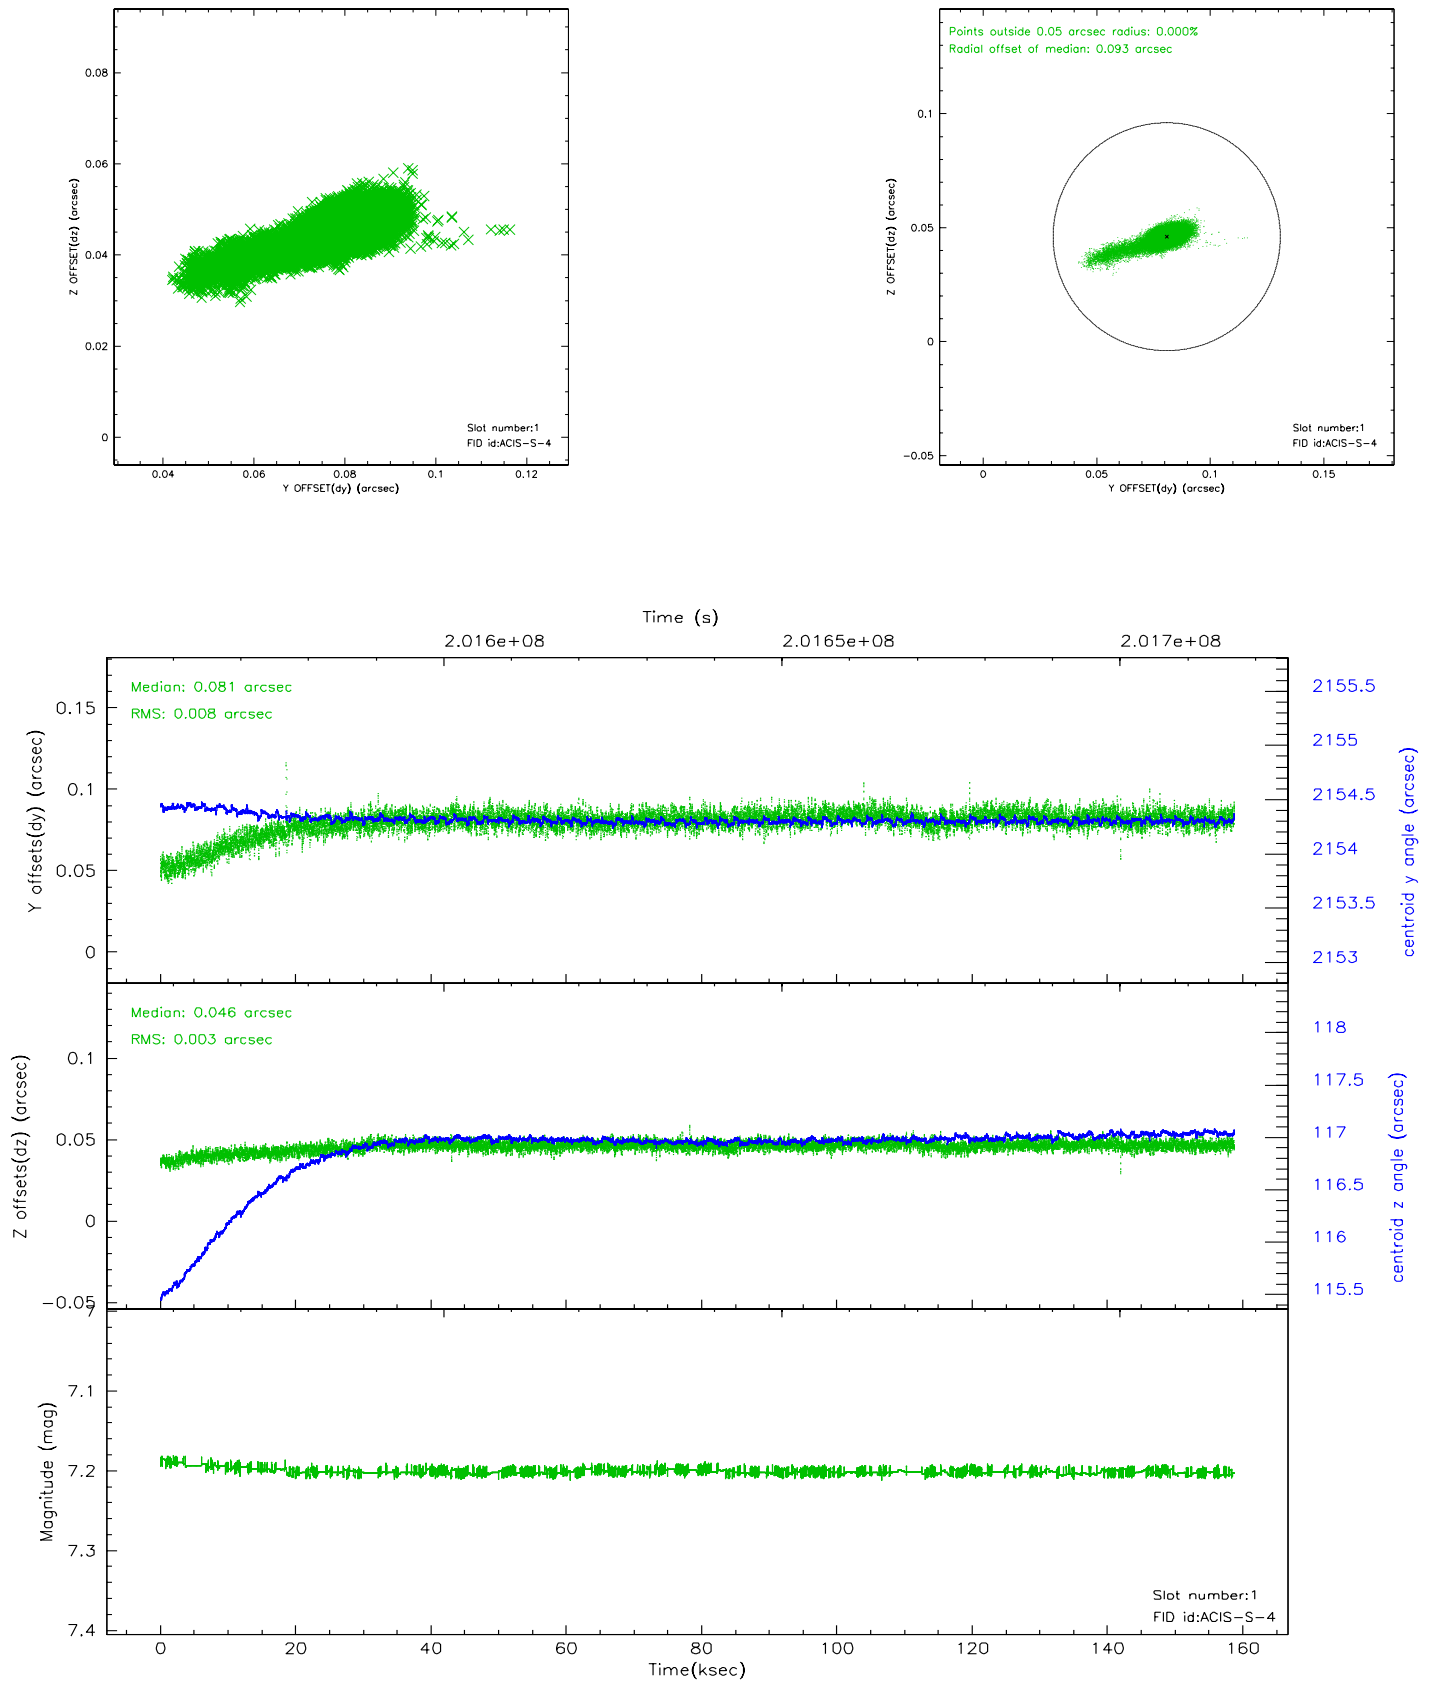 0.08
0.06
0.04
0.02
0
Z OFFSET(dz) (arcsec)
Slot number:1
FID id:ACIS-S-4
0.04 0.06 0.08 0.1 0.12
Y OFFSET(dy) (arcsec)
Points outside 0.05 arcsec radius: 0.000%
Radial offset of median: 0.093 arcsec
0.1
0.05
0
-0.05
Z OFFSET(dz) (arcsec)
Slot number:1
FID id:ACIS-S-4
0 0.05 0.1 0.15
Y OFFSET(dy) (arcsec)
Time (s)
2.016e+08 2.0165e+08 2.017e+08
Median: 0.081 arcsec
RMS: 0.008 arcsec
0.15
0.1
0.05
0
Y offsets(dy) (arcsec)
2155.5
2155
2154.5
2154
2153.5
2153
centroid y angle (arcsec)
Median: 0.046 arcsec
RMS: 0.003 arcsec
0.1
0.05
0
-0.05
Z offsets(dz) (arcsec)
118
117.5
117
116.5
116
115.5
centroid z angle (arcsec)
7
7.1
7.2
7.3
7.4
Magnitude (mag)
Slot number:1
FID id:ACIS-S-4
0 20 40 60 80 100 120 140 160
Time(ksec)